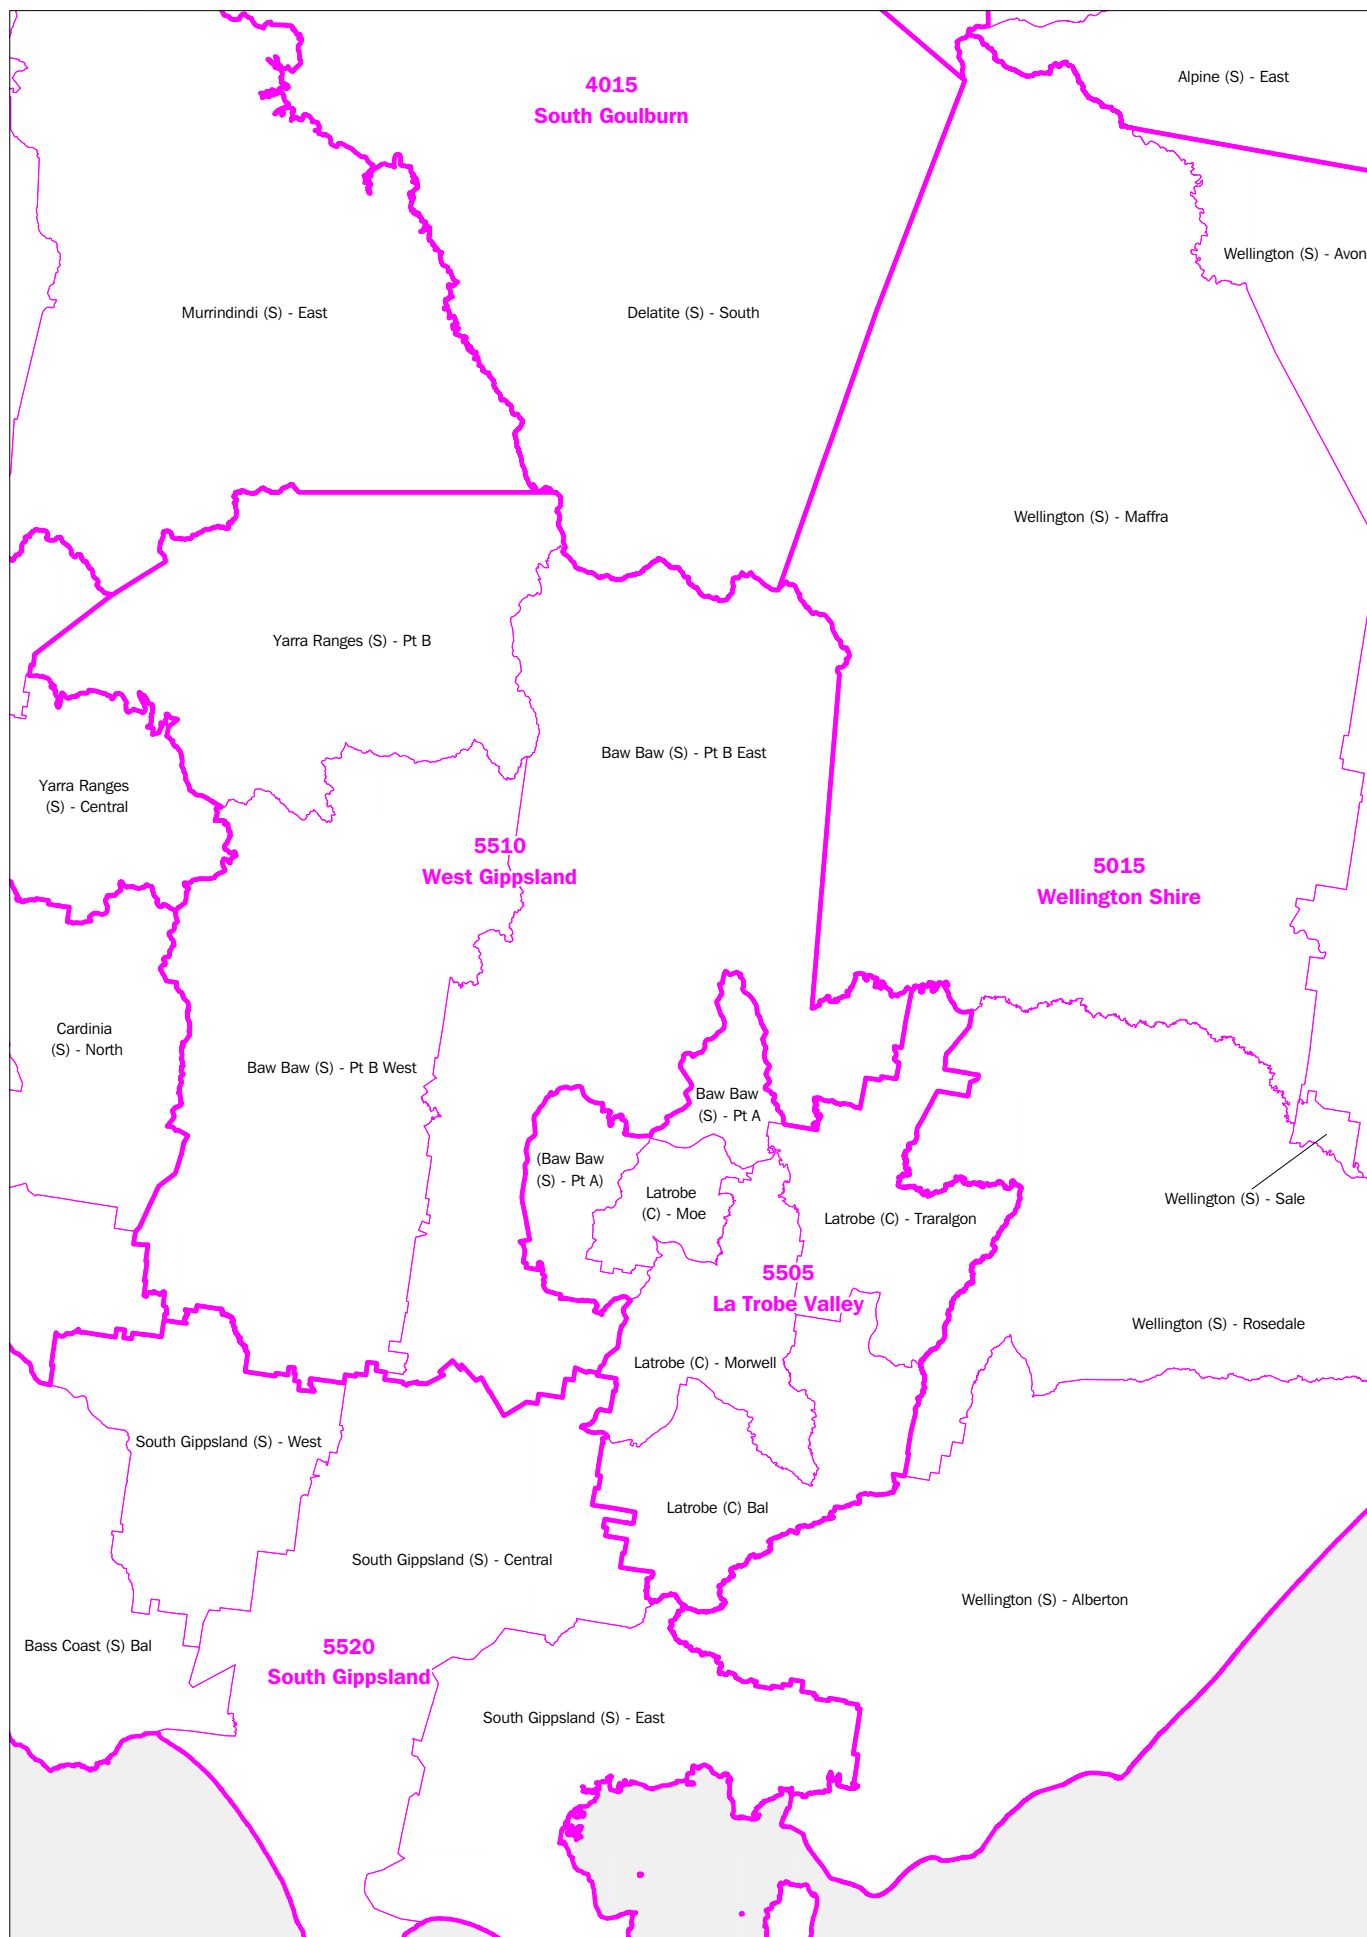 Alpine (S) - East
4015
South Goulburn
Wellington (S) - Avon
Murrindindi (S) - East
Delatite (S) - South
Wellington (S) - Maffra
Yarra Ranges (S) - Pt B
Baw Baw (S) - Pt B East
Yarra Ranges
(S) - Central
5510
West Gippsland
5015
Wellington Shire
Cardinia
(S) - North
Baw Baw (S) - Pt B West
Baw Baw
(S) - Pt A
(Baw Baw
(S) - Pt A)
Latrobe
(C) - Moe
Wellington (S) - Sale
Latrobe (C) - Traralgon
5505
La Trobe Valley
Wellington (S) - Rosedale
Latrobe (C) - Morwell
South Gippsland (S) - West
Latrobe (C) Bal
South Gippsland (S) - Central
Wellington (S) - Alberton
Bass Coast (S) Bal
5520
South Gippsland
South Gippsland (S) - East